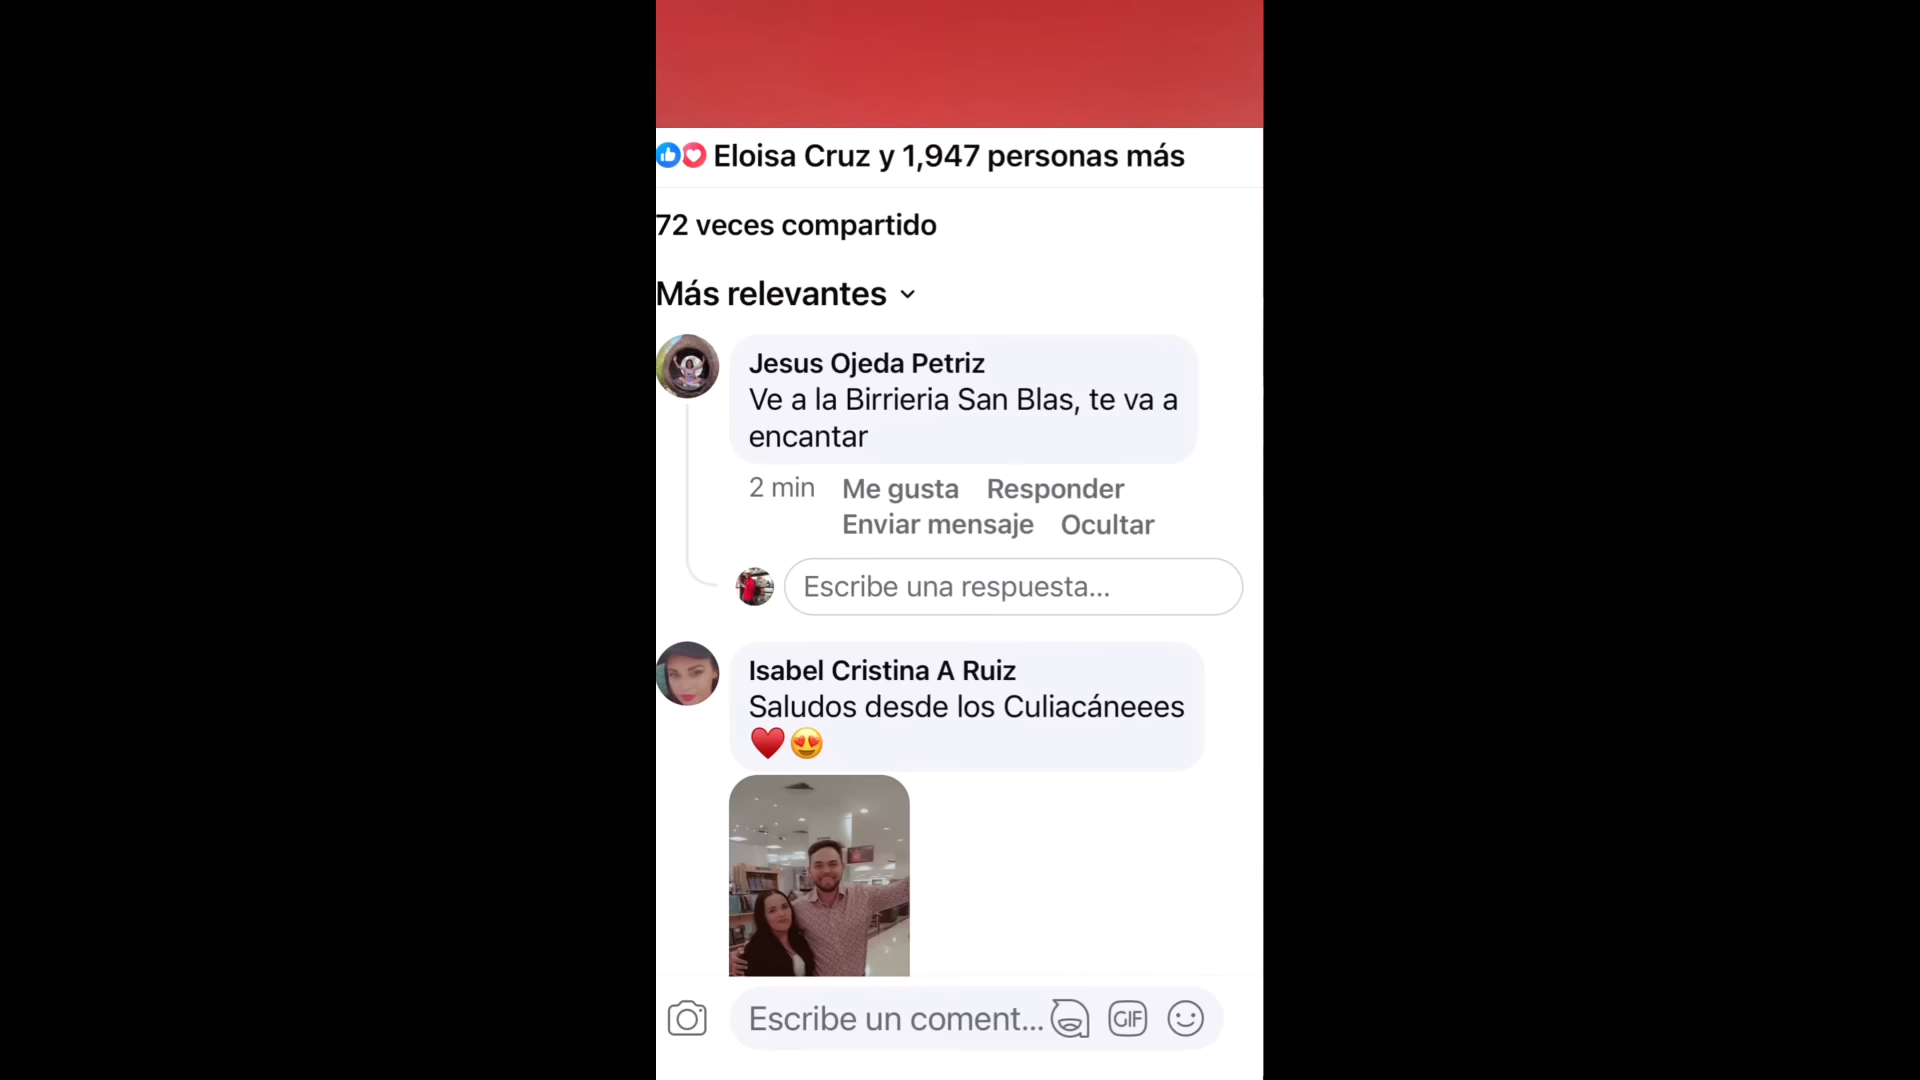 Eloisa Cruz y 1,947 personas más
72 veces compartido
Más relevantes
Jesus Ojeda Petriz
Ve a la Birrieria San Blas, te va a
encantar
2 min Me gusta Responder
Enviar mensaje Ocultar
Escribe una respuesta...
Isabel Cristina A Ruiz
Saludos desde los Culiacáneees
♥️😍
Escribe un coment... GIF